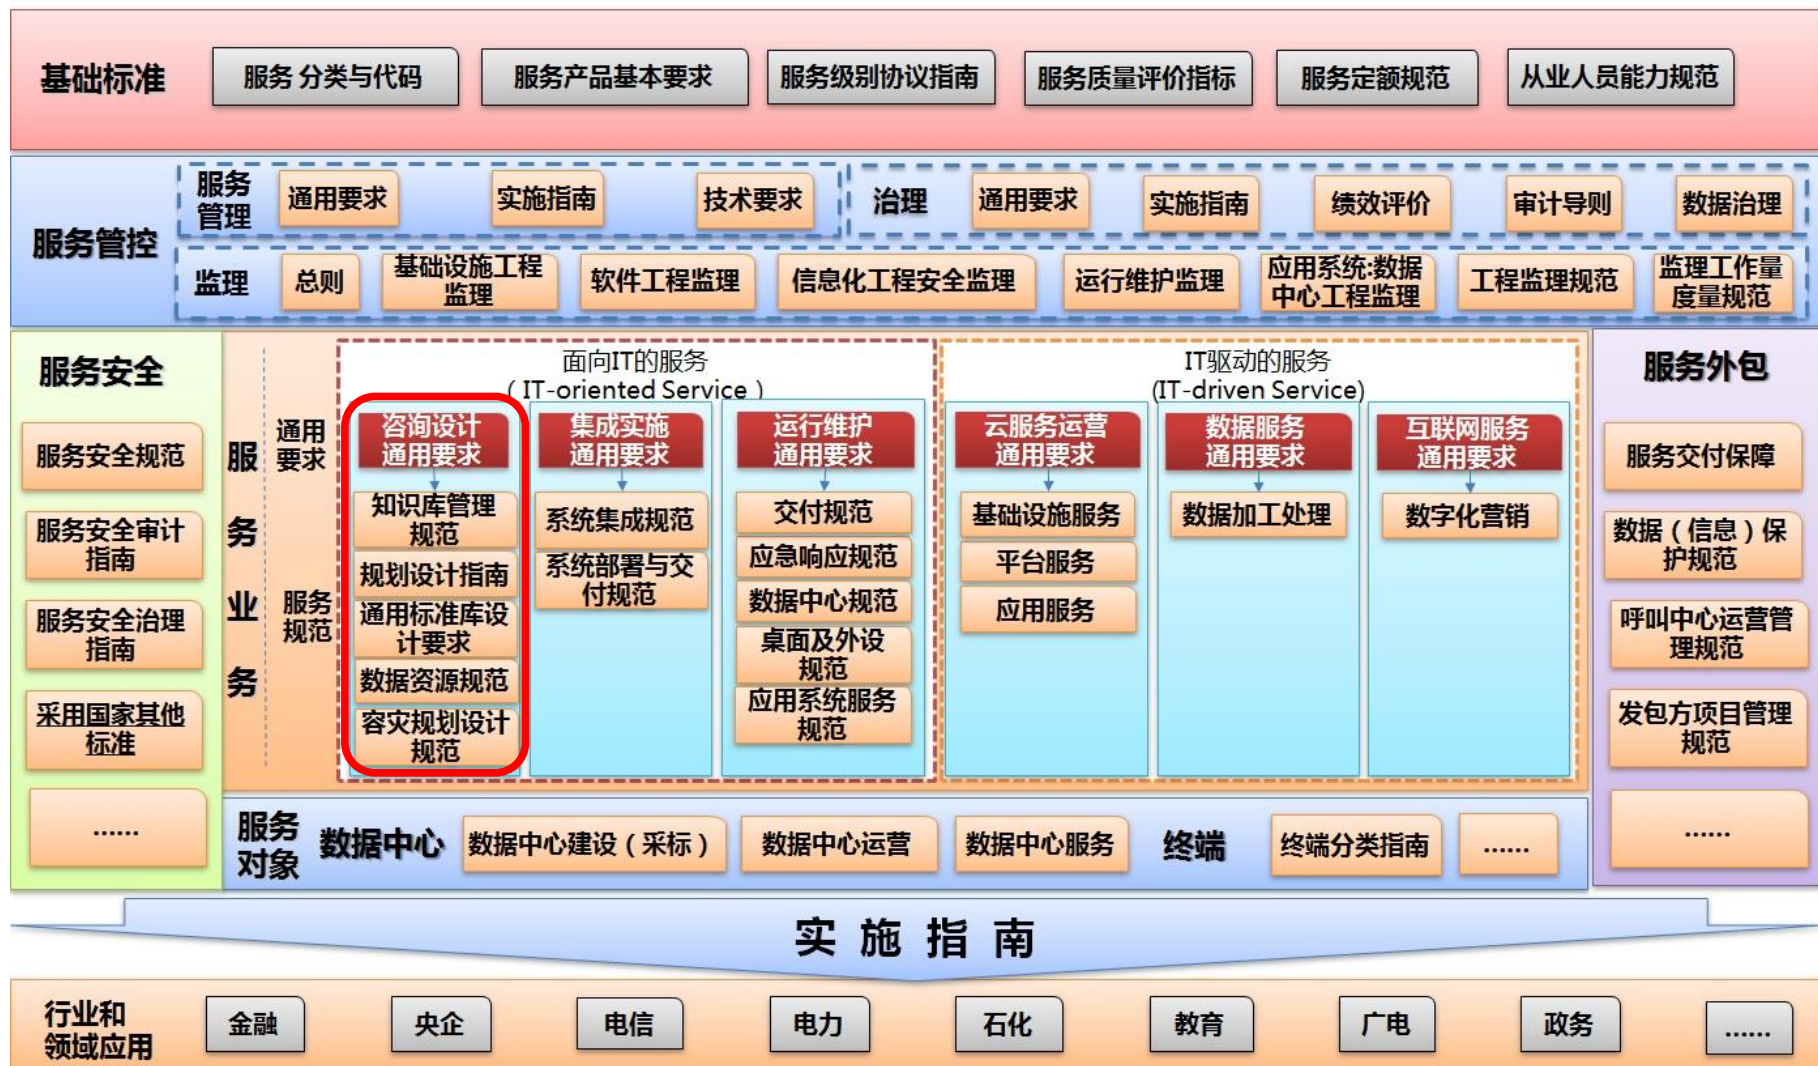 基础标准
服务 分类与代码
服务产品基本要求
服务级别协议指南
服务质量评价指标
服务定额规范
从业人员能力规范
服务管控
服务
管理
通用要求
实施指南
技术要求
治理
通用要求
实施指南
绩效评价
审计导则
数据治理
监理
总则
基础设施工程
监理
软件工程监理
信息化工程安全监理
运行维护监理
应用系统:数据
中心工程监理
工程监理规范
监理工作量
度量规范
服务安全
服务安全规范
服务安全审计
指南
服务安全治理
指南
采用国家其他
标准
……
服
务
业
务
通用
要求
服务
规范
面向IT的服务
（IT-oriented Service）
咨询设计
通用要求
知识库管理
规范
规划设计指南
通用标准库设
计要求
数据资源规范
容灾规划设计
规范
集成实施
通用要求
系统集成规范
系统部署与交
付规范
运行维护
通用要求
交付规范
应急响应规范
数据中心规范
桌面及外设
规范
应用系统服务
规范
IT驱动的服务
(IT-driven Service)
云服务运营
通用要求
基础设施服务
平台服务
应用服务
数据服务
通用要求
数据加工处理
互联网服务
通用要求
数字化营销
服务外包
服务交付保障
数据（信息）保
护规范
呼叫中心运营管
理规范
发包方项目管理
规范
……
服务
对象
数据中心
数据中心建设（采标）
数据中心运营
数据中心服务
终端
终端分类指南
……
实 施 指 南
行业和
领域应用
金融
央企
电信
电力
石化
教育
广电
政务
……